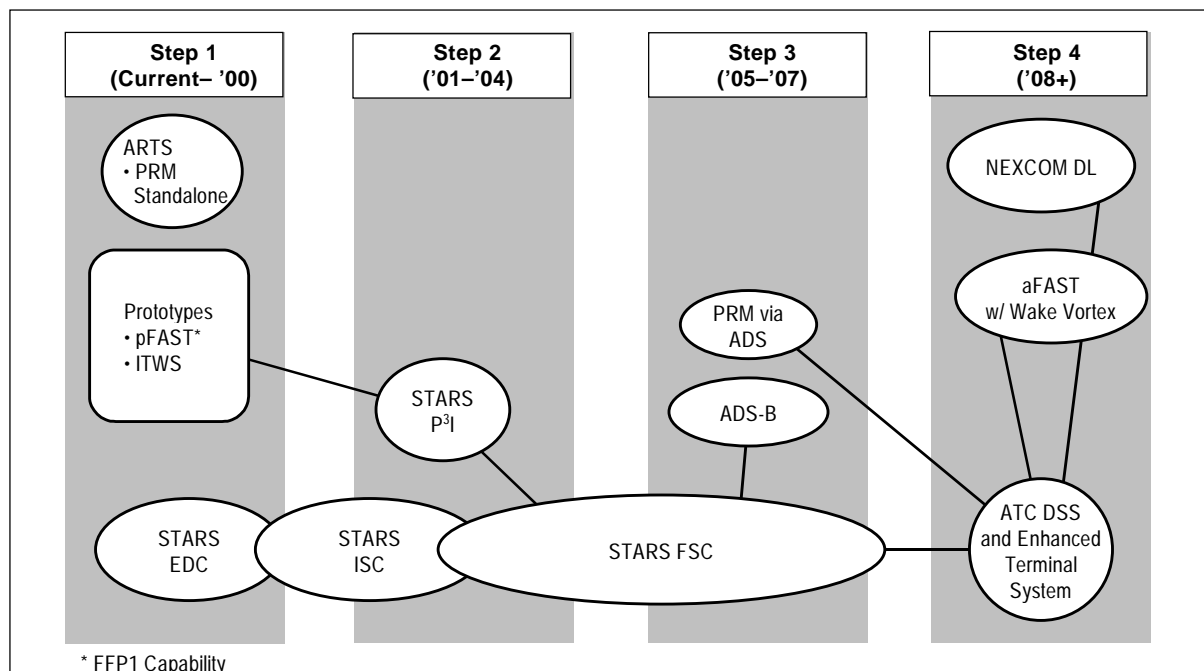 Step 1
(Current– '00)
Step 2
('01–'04)
Step 3
('05–'07)
Step 4
('08+)
ARTS
• PRM
Standalone
Prototypes
• pFAST*
• ITWS
STARS
EDC
STARS
P³I
STARS
ISC
PRM via
ADS
ADS-B
STARS FSC
NEXCOM DL
aFAST
w/ Wake Vortex
ATC DSS
and Enhanced
Terminal
System
* FFP1 Capability